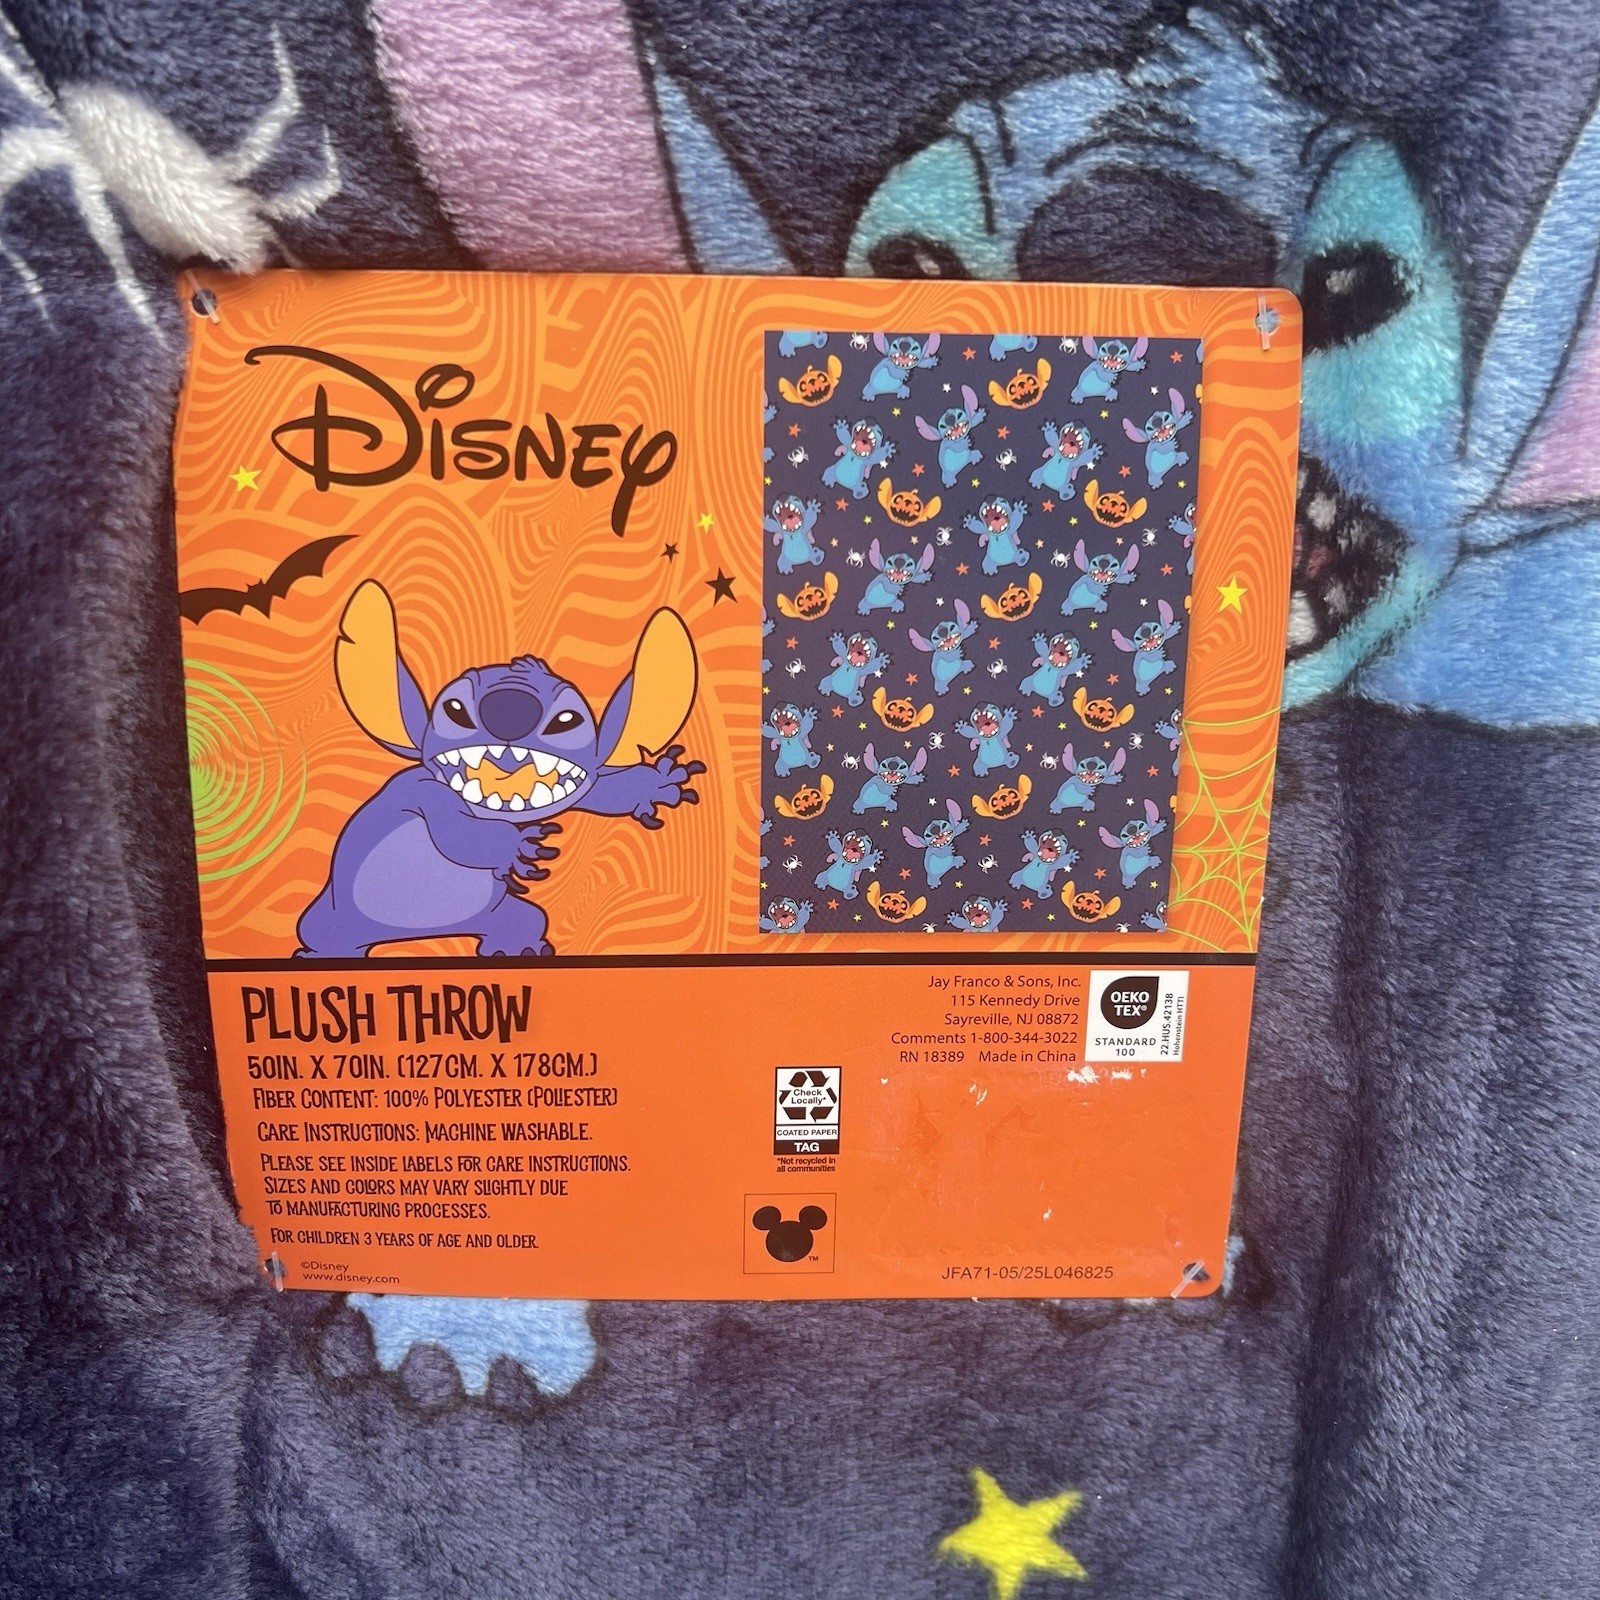 Disney
PLUSH THROW
50IN. X 70IN. (127CM. X 178CM.)
FIBER CONTENT: 100% POLYESTER (POLIESTER)
CARE INSTRUCTIONS: MACHINE WASHABLE.
PLEASE SEE INSIDE LABELS FOR CARE INSTRUCTIONS.
SIZES AND COLORS MAY VARY SLIGHTLY DUE
TO MANUFACTURING PROCESSES.
FOR CHILDREN 3 YEARS OF AGE AND OLDER.
©Disney
www.disney.com
Jay Franco & Sons, Inc.
115 Kennedy Drive
Sayreville, NJ 08872
Comments 1-800-344-3022
RN 18389 Made in China
OEKO
TEX®
STANDARD
100
22.HUS.42138
Hohenstein HTTI
Check
Locally*
COATED PAPER
TAG
*Not recycled in
all communities
TM
JFA71-05/25L046825